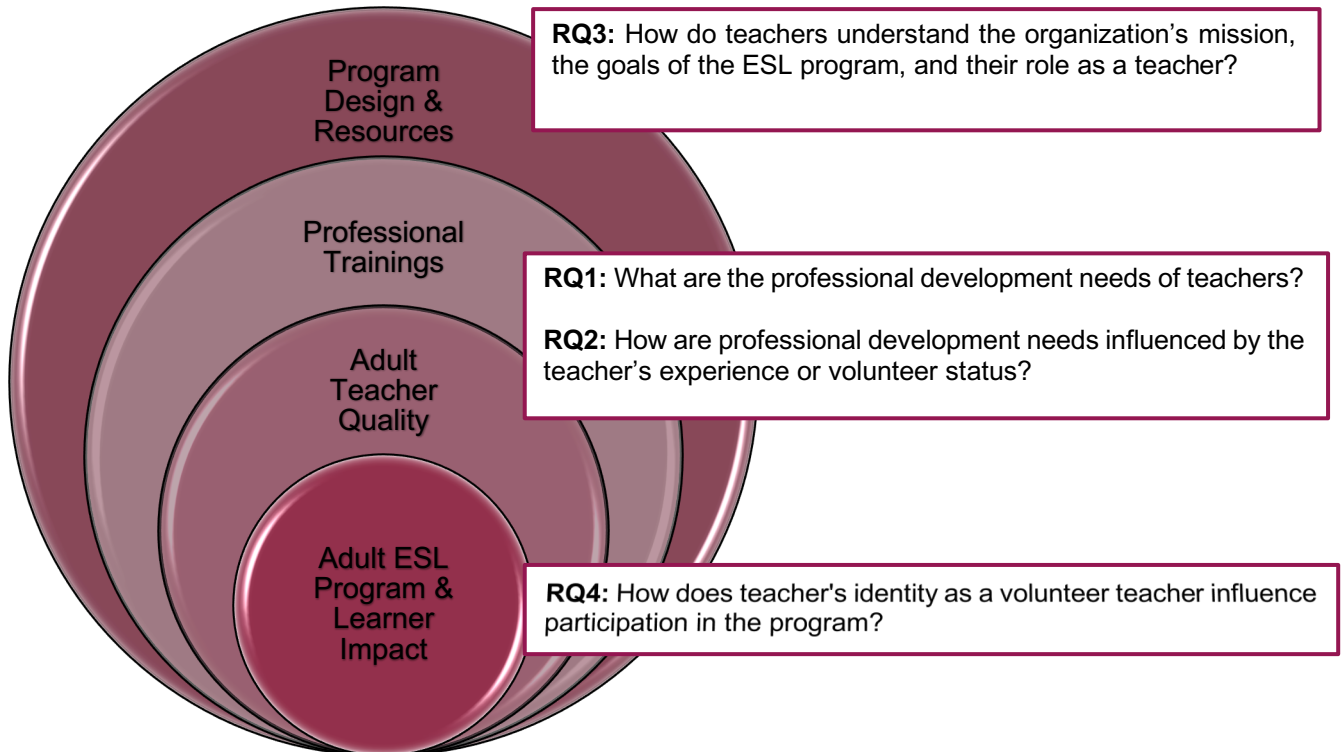 Program
Design &
Resources
RQ3: How do teachers understand the organization's mission,
the goals of the ESL program, and their role as a teacher?
Professional
Trainings
RQ1: What are the professional development needs of teachers?
RQ2: How are professional development needs influenced by the
teacher’s experience or volunteer status?
Adult
Teacher
Quality
Adult ESL
Program &
Learner
Impact
RQ4: How does teacher's identity as a volunteer teacher influence
participation in the program?